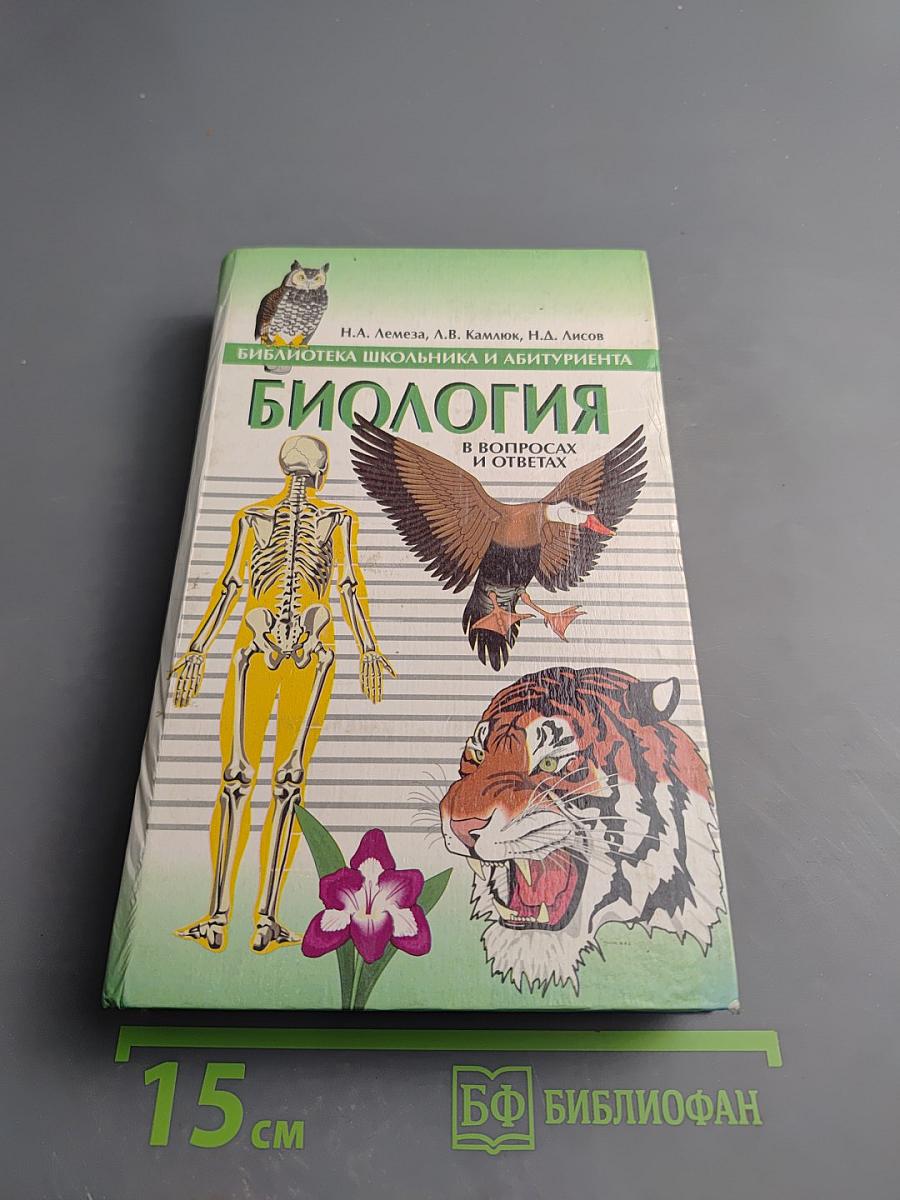 Н.А. Лемеза, Л.В. Камлюк, Н.Д. Лисов
БИБЛИОТЕКА ШКОЛЬНИКА И АБИТУРИЕНТА
БИОЛОГИЯ
В ВОПРОСАХ
И ОТВЕТАХ
15 см
БФ БИБЛИОФАН